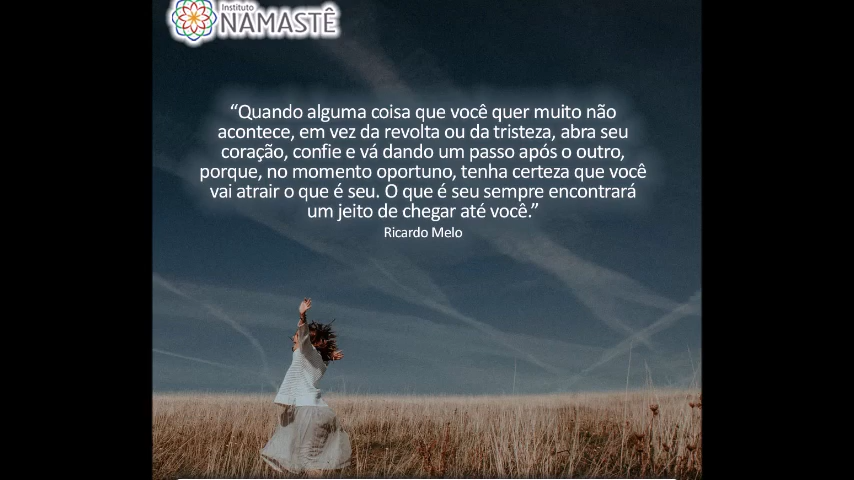 Instituto
NAMASTÊ
“Quando alguma coisa que você quer muito não
acontece, em vez da revolta ou da tristeza, abra seu
coração, confie e vá dando um passo após o outro,
porque, no momento oportuno, tenha certeza que você
vai atrair o que é seu. O que é seu sempre encontrará
um jeito de chegar até você.”
Ricardo Melo